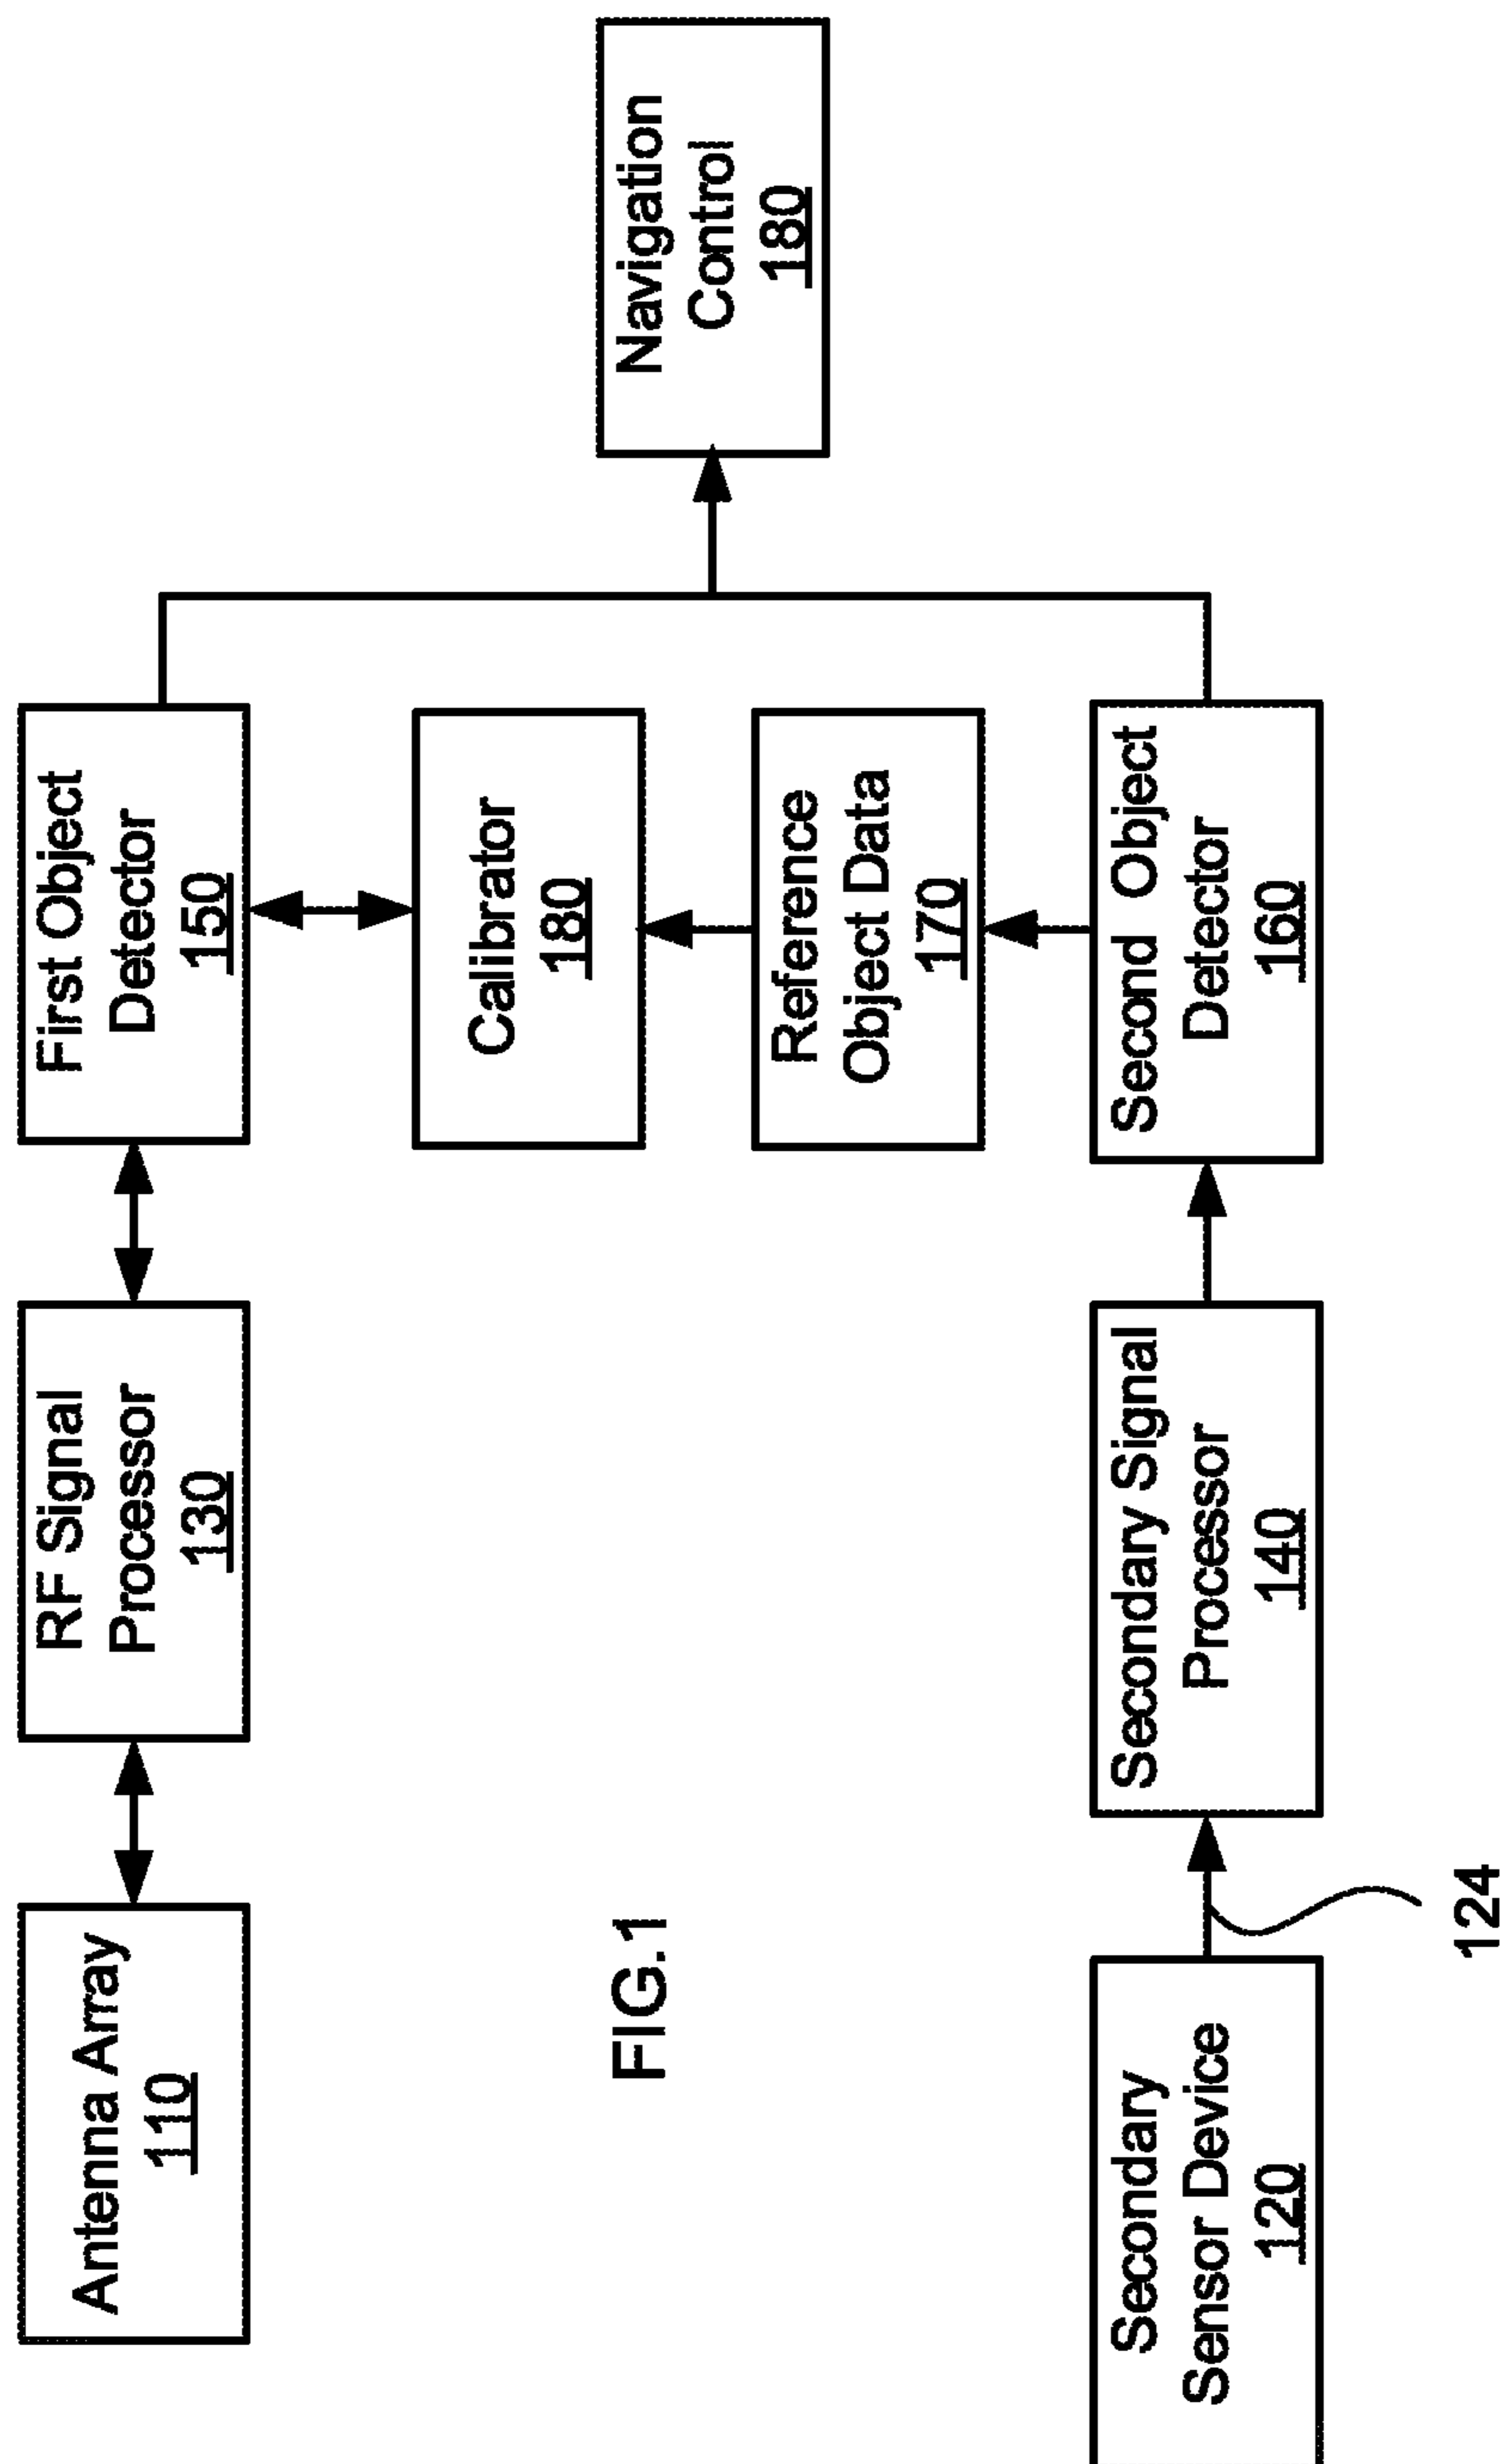 Antenna Array
110
RF Signal
Processor
130
First Object
Detector
150
Calibrator
180
Navigation
Control
180
Reference
Object Data
170
FIG.1
Secondary
Sensor Device
120
124
Secondary Signal
Processor
140
Second Object
Detector
160